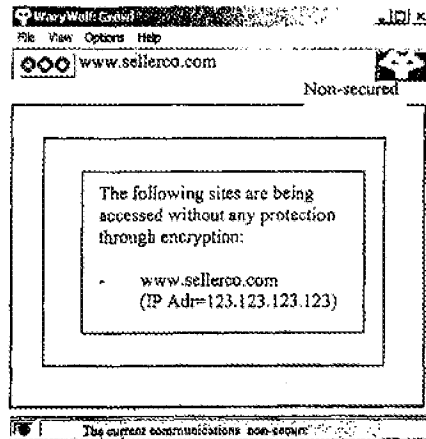 WaryWolf:
File View Options Help
www.sellerco.com
Non-secured
The following sites are being
accessed without any protection
through encryption:
- www.sellerco.com
(IP Adr=123.123.123.123)
The current communications non-secure